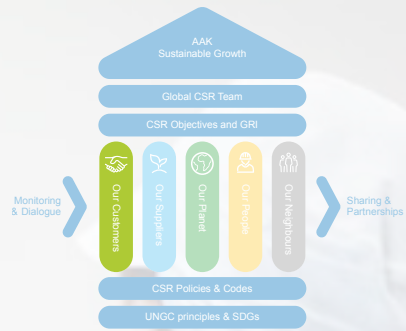 AAK
Sustainable Growth
Global CSR Team
CSR Objectives and GRI
Our Customers
Our Suppliers
Our Planet
Our People
Our Neighbours
Monitoring
& Dialogue
Sharing &
Partnerships
CSR Policies & Codes
UNGC principles & SDGs